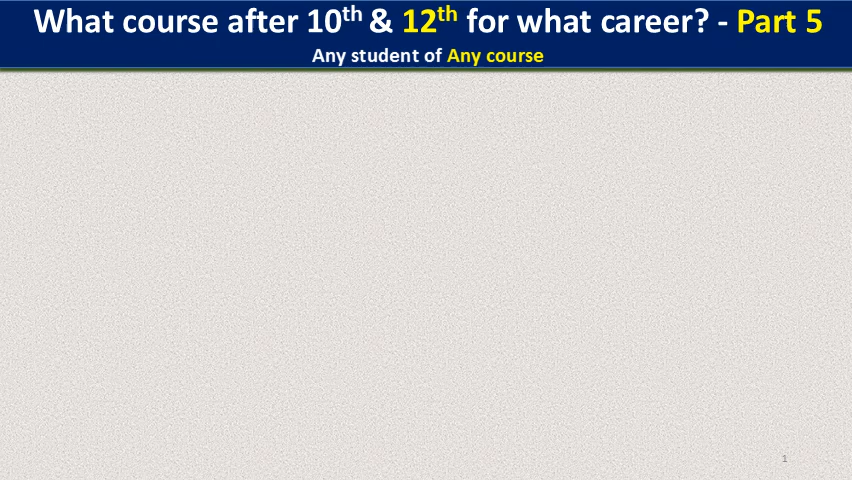 What course after 10th & 12th for what career? - Part 5
Any student of Any course
1